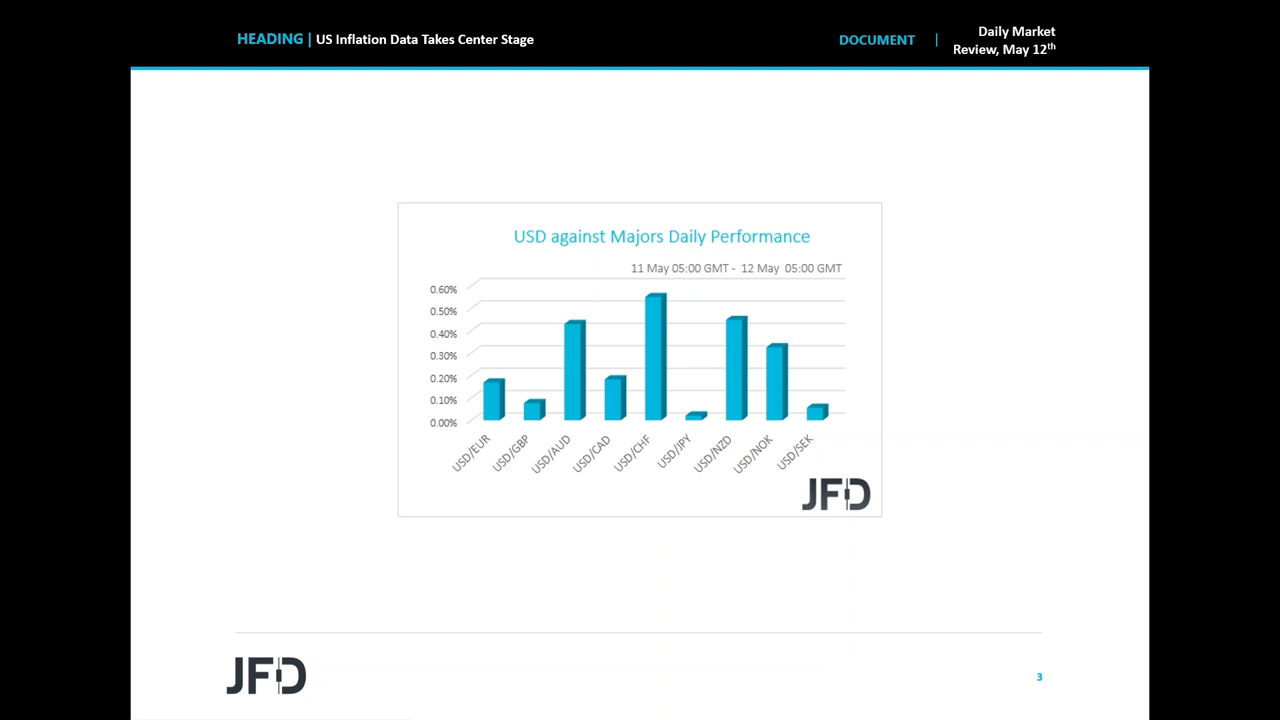 HEADING | US Inflation Data Takes Center Stage
DOCUMENT |
Daily Market
Review, May 12th
USD against Majors Daily Performance
11 May 05:00 GMT - 12 May 05:00 GMT
0.60%
0.50%
0.40%
0.30%
0.20%
0.10%
0.00%
USD/EUR
USD/GBP
USD/AUD
USD/CAD
USD/CHF
USD/JPY
USD/NZD
USD/NOK
USD/SEK
JFD
JFD
3